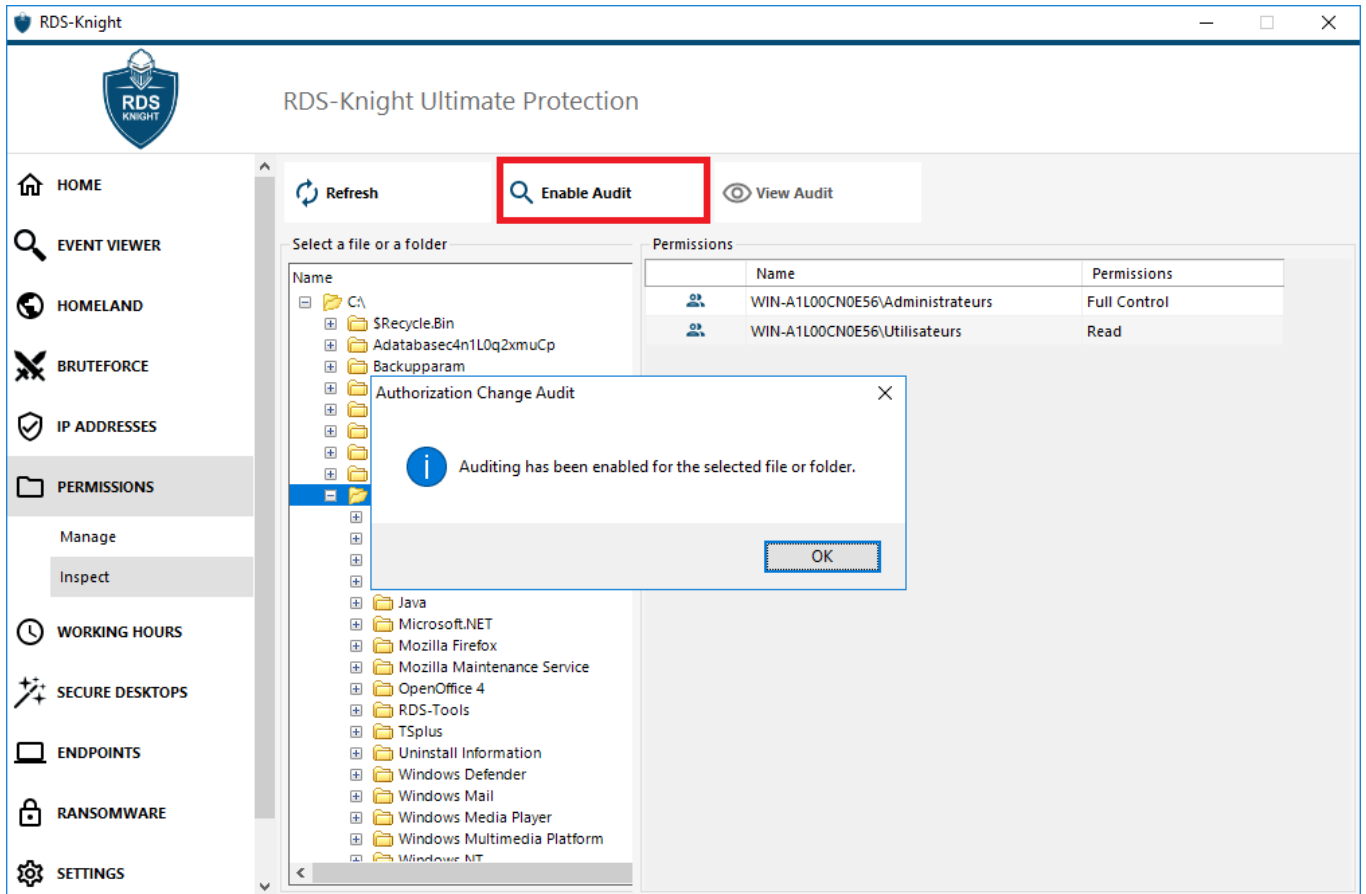 RDS-Knight
RDS
KNIGHT
RDS-Knight Ultimate Protection
HOME
EVENT VIEWER
HOMELAND
BRUTEFORCE
IP ADDRESSES
PERMISSIONS
Manage
Inspect
WORKING HOURS
SECURE DESKTOPS
ENDPOINTS
RANSOMWARE
SETTINGS
Refresh
Enable Audit
View Audit
Select a file or a folder
Name
C:\
$Recycle.Bin
Adatabasec4n1L0q2xmuCp
Backupparam
Java
Microsoft.NET
Mozilla Firefox
Mozilla Maintenance Service
OpenOffice 4
RDS-Tools
TSplus
Uninstall Information
Windows Defender
Windows Mail
Windows Media Player
Windows Multimedia Platform
Windows NT
Permissions
Name Permissions
WIN-A1L00CN0E56\Administrateurs Full Control
WIN-A1L00CN0E56\Utilisateurs Read
Authorization Change Audit
Auditing has been enabled for the selected file or folder.
OK